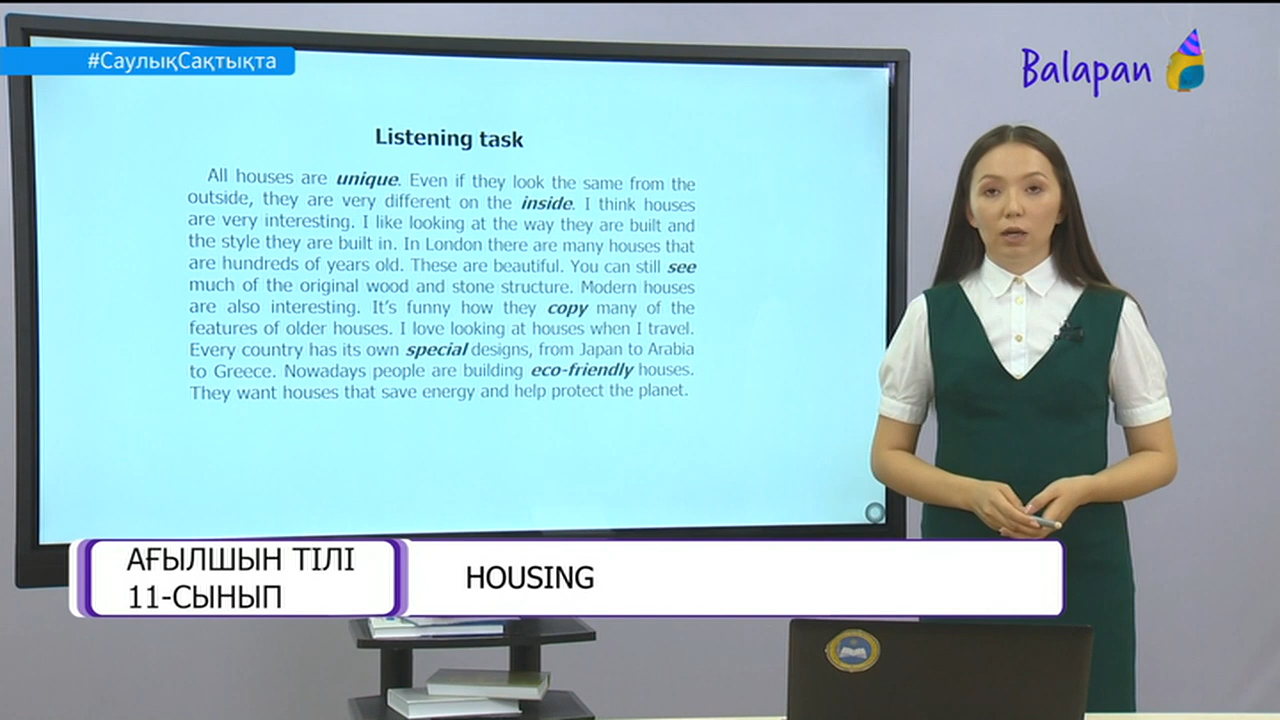 #СаулықСақтықта
Balapan
Listening task
All houses are unique. Even if they look the same from the
outside, they are very different on the inside. I think houses
are very interesting. I like looking at the way they are built and
the style they are built in. In London there are many houses that
are hundreds of years old. These are beautiful. You can still see
much of the original wood and stone structure. Modern houses
are also interesting. It's funny how they copy many of the
features of older houses. I love looking at houses when I travel.
Every country has its own special designs, from Japan to Arabia
to Greece. Nowadays people are building eco-friendly houses.
They want houses that save energy and help protect the planet.
АҒЫЛШЫН ТІЛІ
11-СЫНЫП
HOUSING